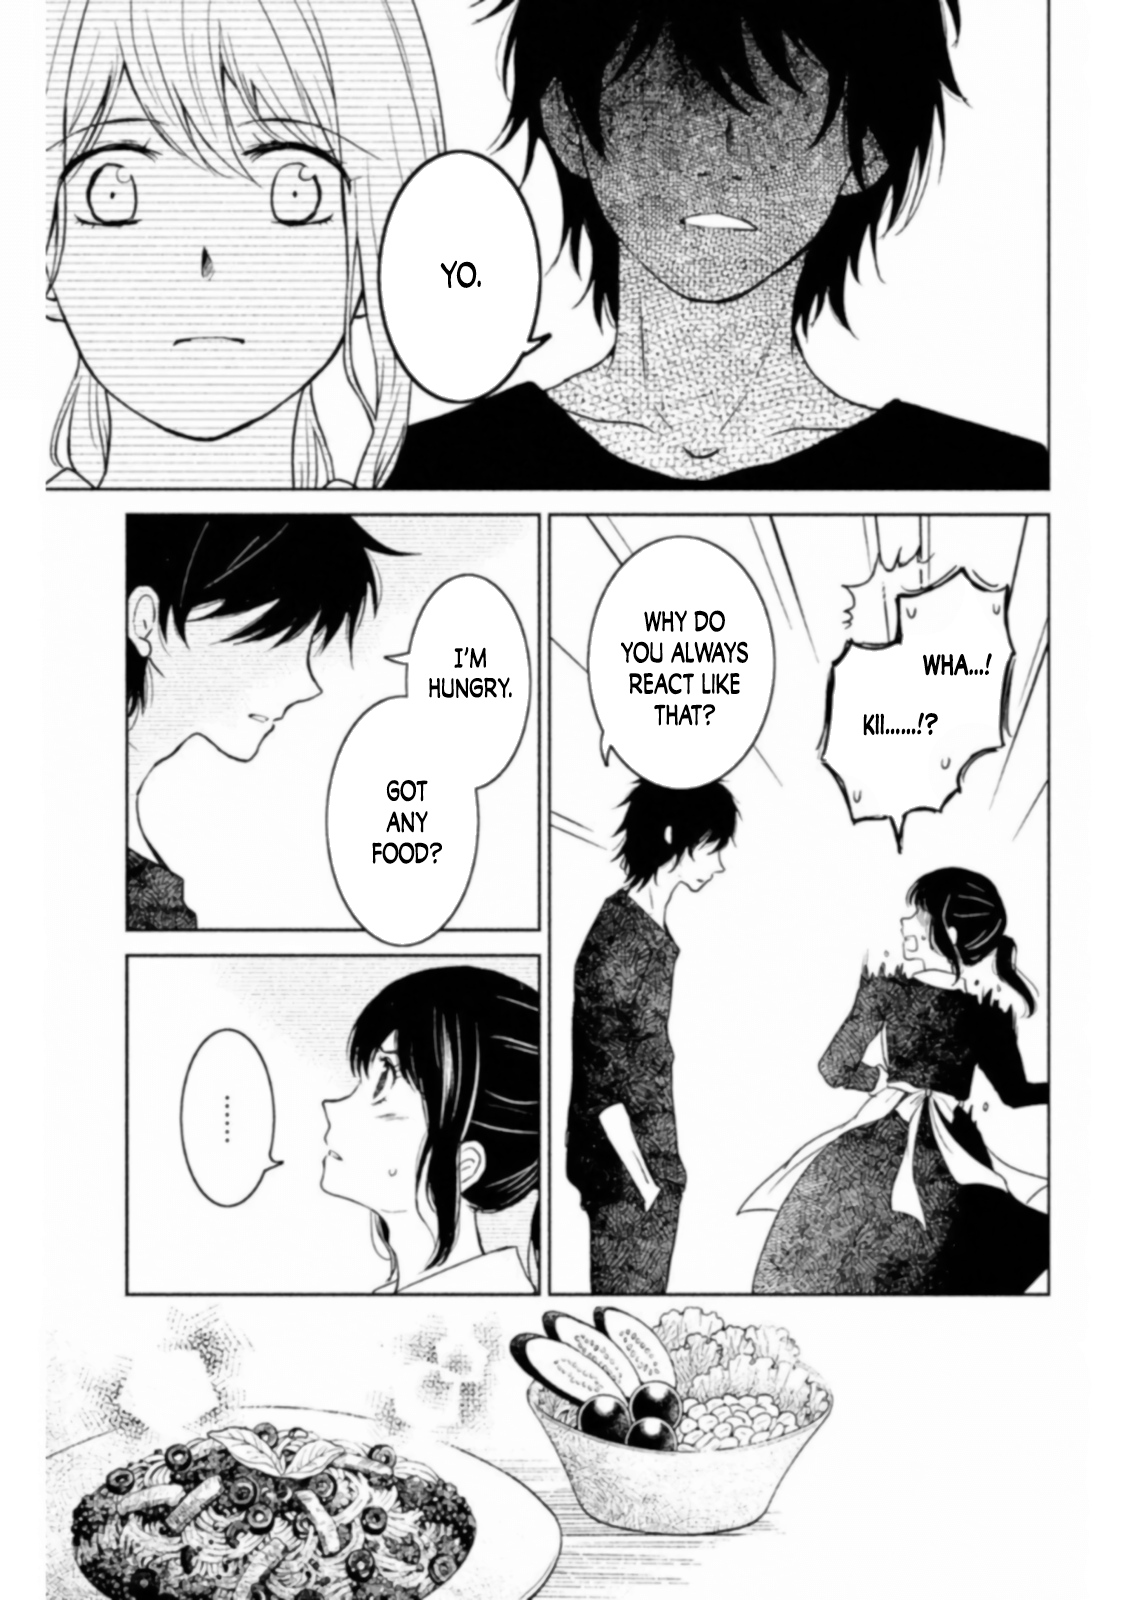 YO.
WHA...!
KII......!?
WHY DO
YOU ALWAYS
REACT LIKE
THAT?
I'M
HUNGRY.
GOT
ANY
FOOD?
......